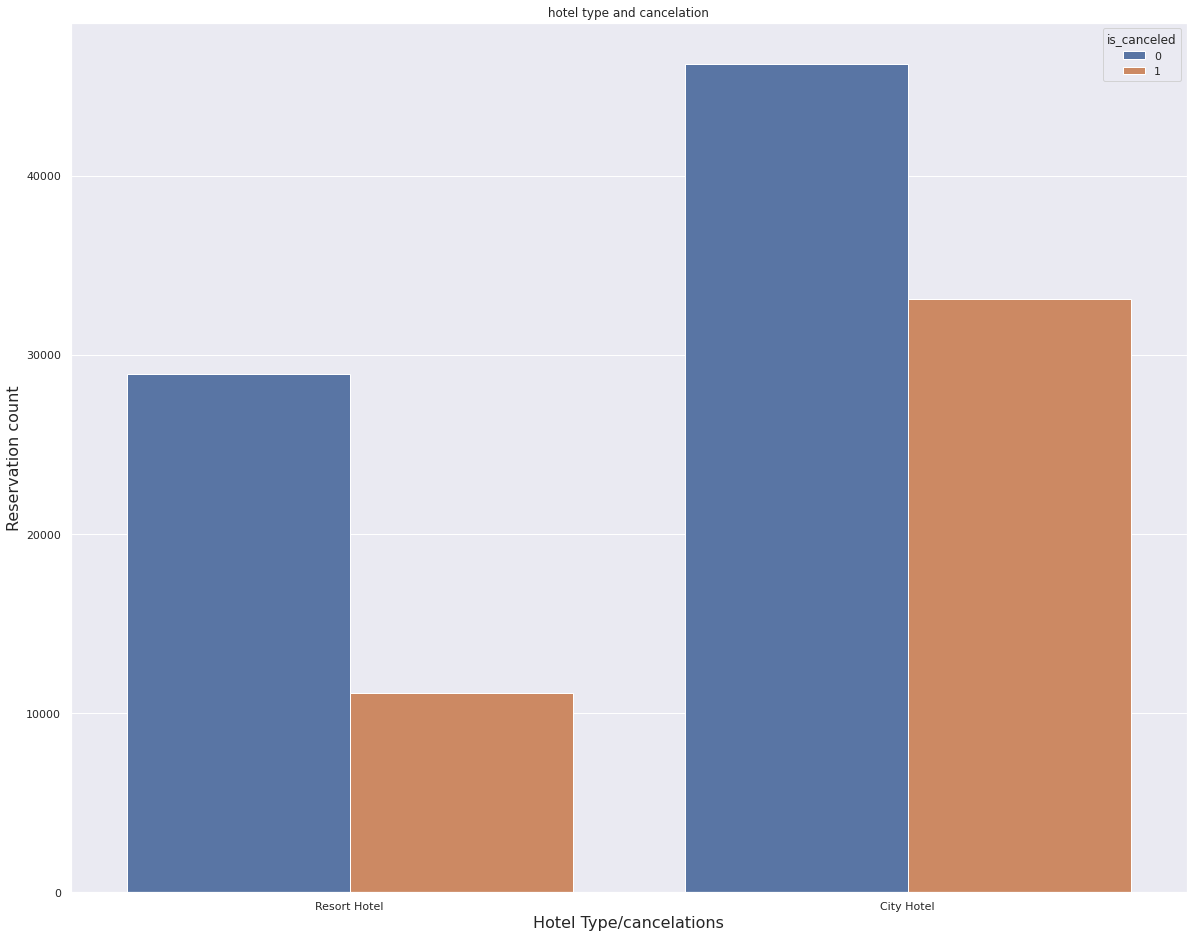 hotel type and cancelation
is_canceled
0
1
40000
30000
20000
10000
0
Reservation count
Resort Hotel
City Hotel
Hotel Type/cancelations